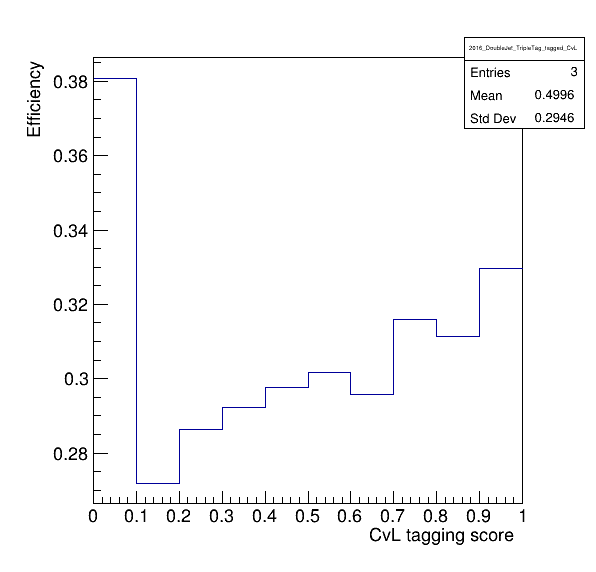 2016_DoubleJet_TripleTag_tagged_CvL
Entries 3
Mean 0.4996
Std Dev 0.2946
Efficiency
0.38
0.36
0.34
0.32
0.3
0.28
0 0.1 0.2 0.3 0.4 0.5 0.6 0.7 0.8 0.9 1
CvL tagging score